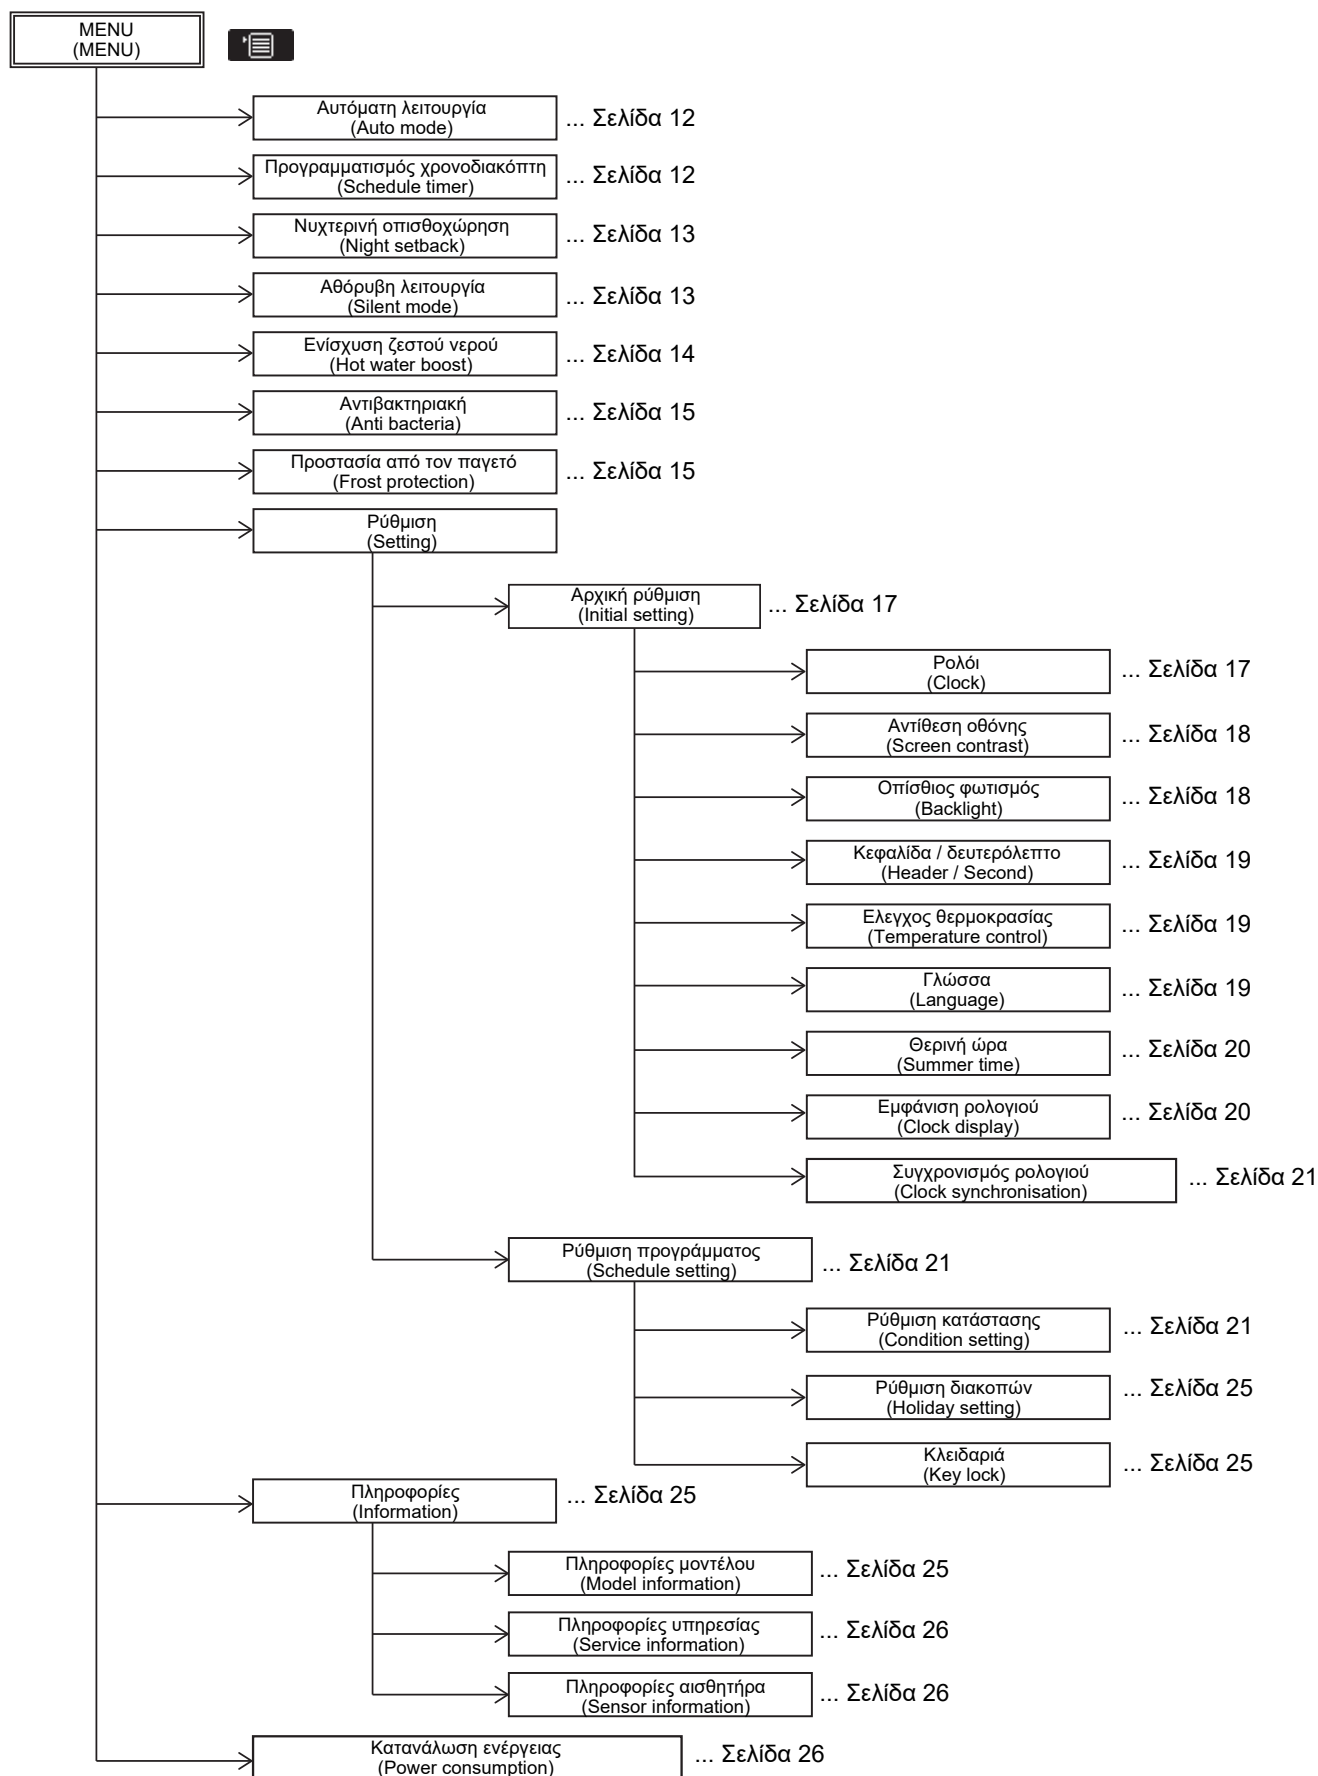 MENU
(MENU)
Αυτόματη λειτουργία
(Auto mode)
... Σελίδα 12
Προγραμματισμός χρονοδιακόπτη
(Schedule timer)
... Σελίδα 12
Νυχτερινή οπισθοχώρηση
(Night setback)
... Σελίδα 13
Αθόρυβη λειτουργία
(Silent mode)
... Σελίδα 13
Ενίσχυση ζεστού νερού
(Hot water boost)
... Σελίδα 14
Αντιβακτηριακή
(Anti bacteria)
... Σελίδα 15
Προστασία από τον παγετό
(Frost protection)
... Σελίδα 15
Ρύθμιση
(Setting)
Αρχική ρύθμιση
(Initial setting)
... Σελίδα 17
Ρολόι
(Clock)
... Σελίδα 17
Αντίθεση οθόνης
(Screen contrast)
... Σελίδα 18
Οπίσθιος φωτισμός
(Backlight)
... Σελίδα 18
Κεφαλίδα / δευτερόλεπτο
(Header / Second)
... Σελίδα 19
Ελεγχος θερμοκρασίας
(Temperature control)
... Σελίδα 19
Γλώσσα
(Language)
... Σελίδα 19
Θερινή ώρα
(Summer time)
... Σελίδα 20
Εμφάνιση ρολογιού
(Clock display)
... Σελίδα 20
Συγχρονισμός ρολογιού
(Clock synchronisation)
... Σελίδα 21
Ρύθμιση προγράμματος
(Schedule setting)
... Σελίδα 21
Ρύθμιση κατάστασης
(Condition setting)
... Σελίδα 21
Ρύθμιση διακοπών
(Holiday setting)
... Σελίδα 25
Κλειδαριά
(Key lock)
... Σελίδα 25
Πληροφορίες
(Information)
... Σελίδα 25
Πληροφορίες μοντέλου
(Model information)
... Σελίδα 25
Πληροφορίες υπηρεσίας
(Service information)
... Σελίδα 26
Πληροφορίες αισθητήρα
(Sensor information)
... Σελίδα 26
Κατανάλωση ενέργειας
(Power consumption)
... Σελίδα 26